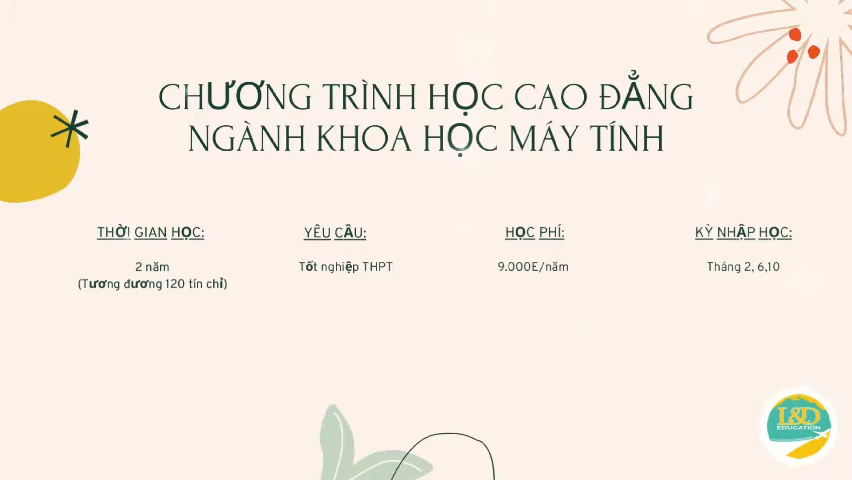 CHƯƠNG TRÌNH HỌC CAO ĐẲNG
NGÀNH KHOA HỌC MÁY TÍNH
THỜI GIAN HỌC:
2 năm
(Tương đương 120 tín chỉ)
YÊU CẦU:
Tốt nghiệp THPT
HỌC PHÍ:
9.000E/năm
KỲ NHẬP HỌC:
Tháng 2, 6,10
L&D
EDUCATION